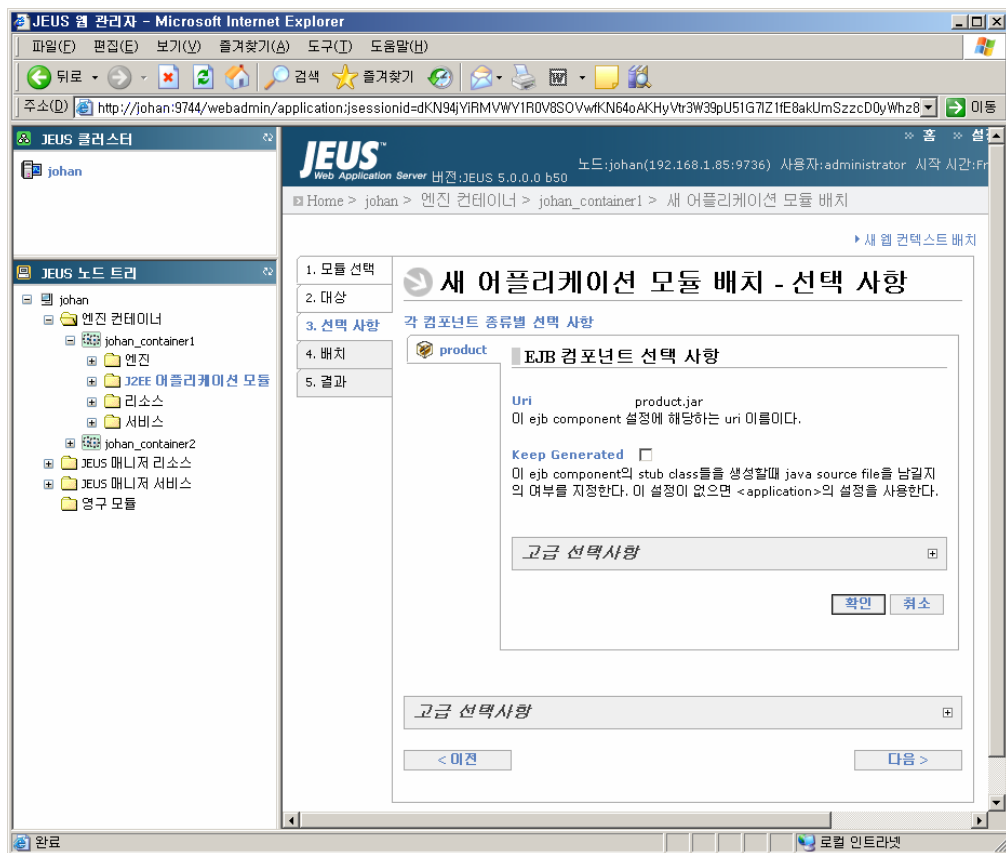 JEUS 웹 관리자 - Microsoft Internet Explorer
파일(F) 편집(E) 보기(V) 즐겨찾기(A) 도구(T) 도움말(H)
뒤로 검색 즐겨찾기
주소(D) http://johan:9744/webadmin/application;jsessionid=dKN94jYiRMVWY1R0V8SOVwfKN64oAKHyVtr3W39pU51G7IZ1fE8akUmSzzcD0yWhz8 이동
JEUS 클러스터
johan
JEUS 노드 트리
johan
엔진 컨테이너
johan_container1
엔진
J2EE 어플리케이션 모듈
리소스
서비스
johan_container2
JEUS 매니저 리소스
JEUS 매니저 서비스
영구 모듈
» 홈 » 설정
JEUS™
Web Application Server 버전:JEUS 5.0.0.0 b50
노드:johan(192.168.1.85:9736) 사용자:administrator 시작 시간:Fr
Home > johan > 엔진 컨테이너 > johan_container1 > 새 어플리케이션 모듈 배치
새 웹 컨텍스트 배치
1. 모듈 선택
2. 대상
3. 선택 사항
4. 배치
5. 결과
새 어플리케이션 모듈 배치 - 선택 사항
각 컴포넌트 종류별 선택 사항
product
EJB 컴포넌트 선택 사항
Uri product.jar
이 ejb component 설정에 해당하는 uri 이름이다.
Keep Generated
이 ejb component의 stub class들을 생성할때 java source file을 남길지
의 여부를 지정한다. 이 설정이 없으면 <application>의 설정을 사용한다.
고급 선택사항
확인 취소
고급 선택사항
< 이전 다음 >
완료 로컬 인트라넷